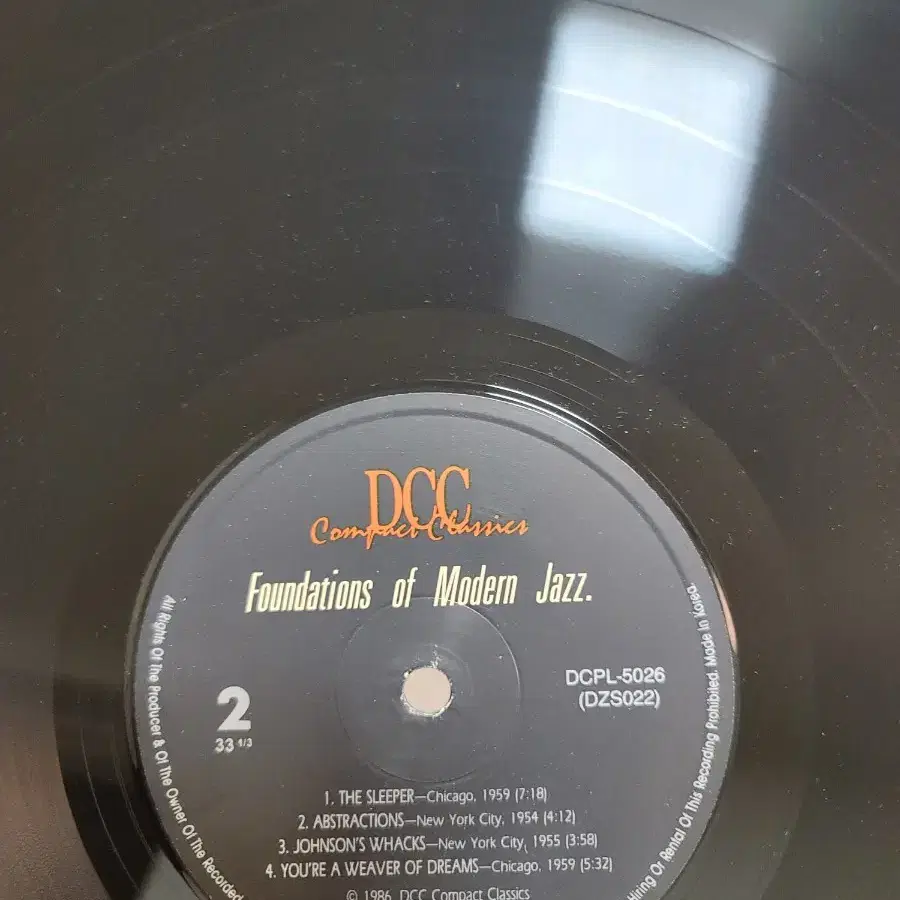 DCC
Compact Classics
Foundations of Modern Jazz.
DCPL-5026
(DZS022)
2
33 1/3
1. THE SLEEPER—Chicago, 1959 (7:18)
2. ABSTRACTIONS—New York City, 1954 (4:12)
3. JOHNSON'S WHACKS—New York City, 1955 (3:58)
4. YOU'RE A WEAVER OF DREAMS—Chicago, 1959 (5:32)
© 1986, DCC Compact Classics
All Rights Of The Producer & Of The Owner Of The Recorded
Hiring Or Rental Of This Recording Prohibited. Made In Korea.